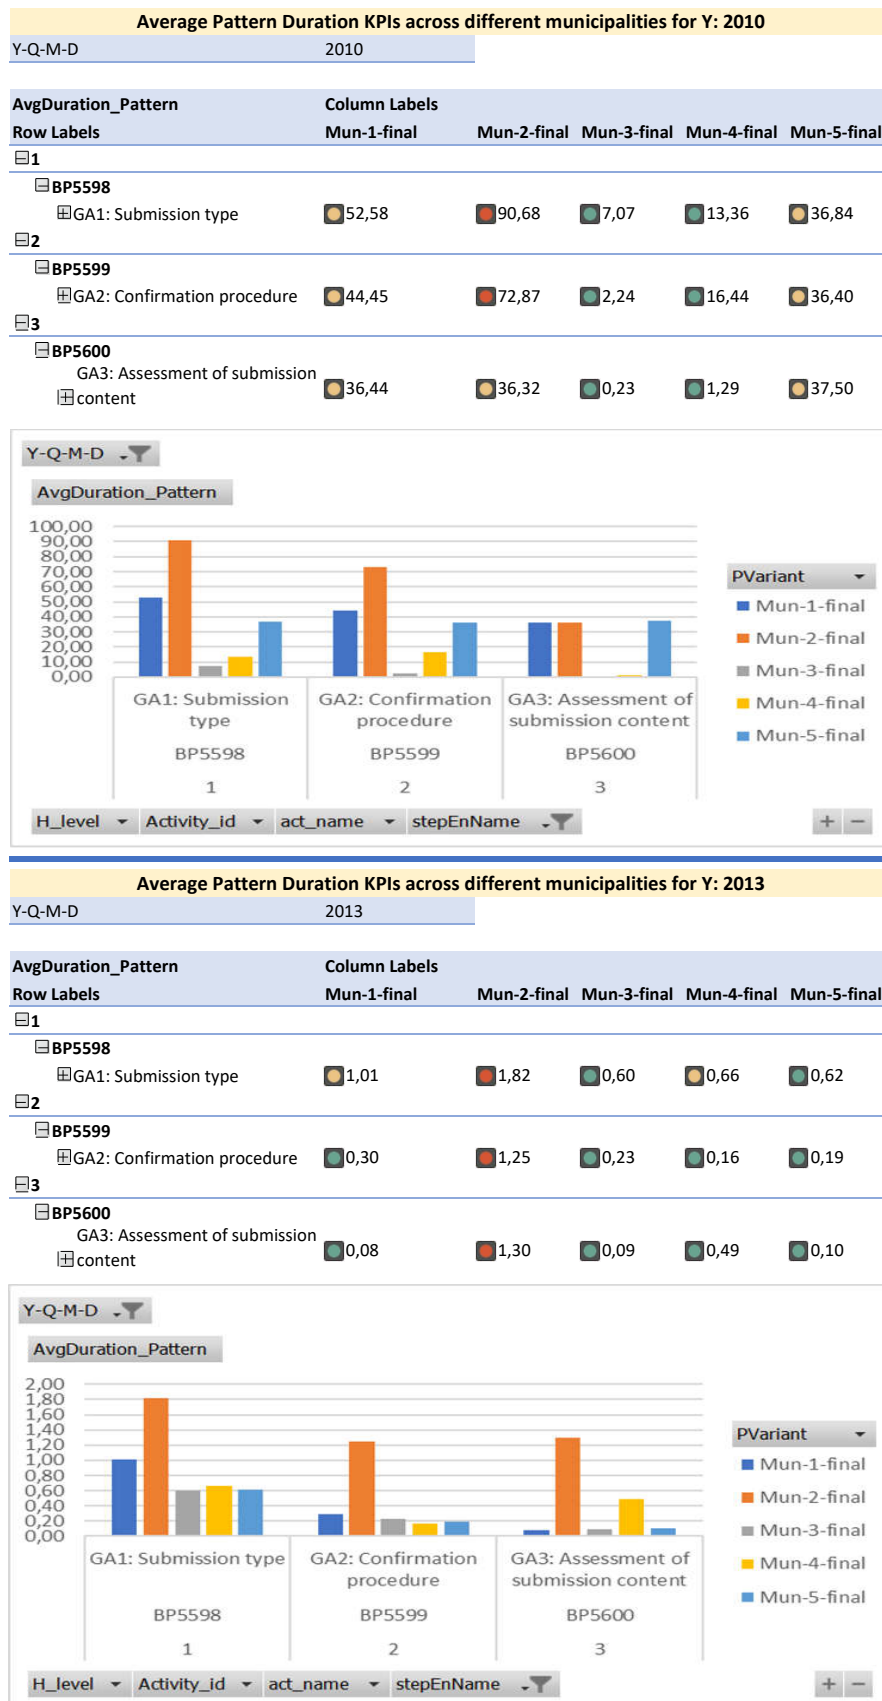 Average Pattern Duration KPIs across different municipalities for Y: 2010
Y-Q-M-D 2010
AvgDuration_Pattern Column Labels
Row Labels Mun-1-final Mun-2-final Mun-3-final Mun-4-final Mun-5-final
1
BP5598
GA1: Submission type 52,58 90,68 7,07 13,36 36,84
2
BP5599
GA2: Confirmation procedure 44,45 72,87 2,24 16,44 36,40
3
BP5600
GA3: Assessment of submission
content 36,44 36,32 0,23 1,29 37,50
Y-Q-M-D
AvgDuration_Pattern
100,00
90,00
80,00
70,00
60,00
50,00
40,00
30,00
20,00
10,00
0,00
PVariant
Mun-1-final
Mun-2-final
Mun-3-final
Mun-4-final
Mun-5-final
GA1: Submission GA2: Confirmation GA3: Assessment of
type procedure submission content
BP5598 BP5599 BP5600
1 2 3
H_level Activity_id act_name stepEnName + −
Average Pattern Duration KPIs across different municipalities for Y: 2013
Y-Q-M-D 2013
AvgDuration_Pattern Column Labels
Row Labels Mun-1-final Mun-2-final Mun-3-final Mun-4-final Mun-5-final
1
BP5598
GA1: Submission type 1,01 1,82 0,60 0,66 0,62
2
BP5599
GA2: Confirmation procedure 0,30 1,25 0,23 0,16 0,19
3
BP5600
GA3: Assessment of submission
content 0,08 1,30 0,09 0,49 0,10
Y-Q-M-D
AvgDuration_Pattern
2,00
1,80
1,60
1,40
1,20
1,00
0,80
0,60
0,40
0,20
0,00
PVariant
Mun-1-final
Mun-2-final
Mun-3-final
Mun-4-final
Mun-5-final
GA1: Submission type GA2: Confirmation GA3: Assessment of
procedure submission content
BP5598 BP5599 BP5600
1 2 3
H_level Activity_id act_name stepEnName + −